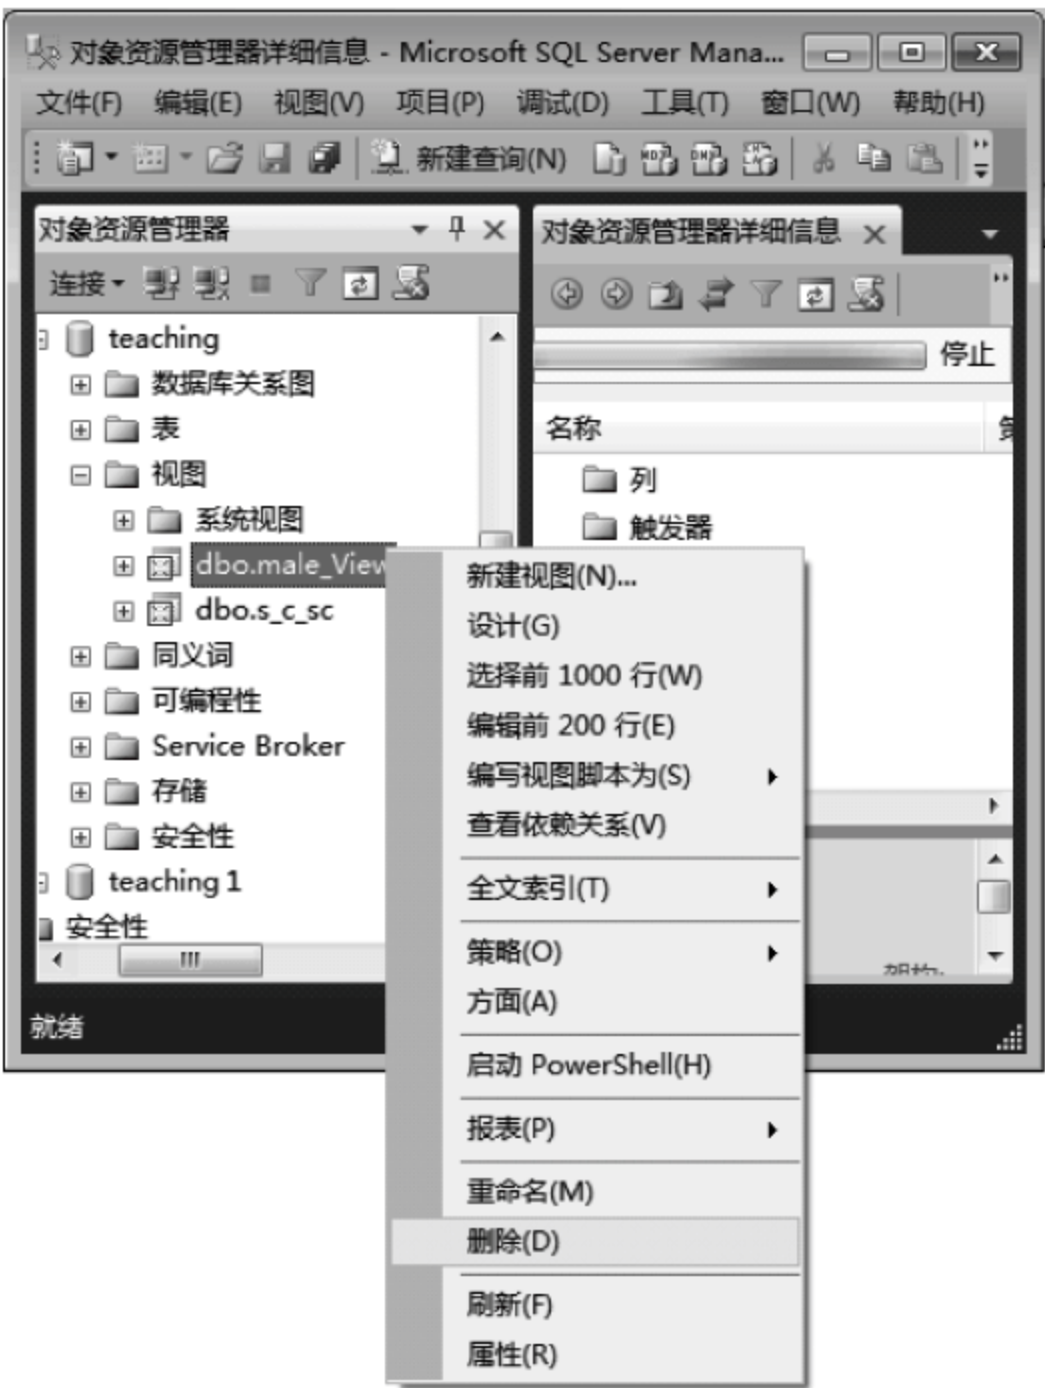 对象资源管理器详细信息 - Microsoft SQL Server Mana...
文件(F) 编辑(E) 视图(V) 项目(P) 调试(D) 工具(T) 窗口(W) 帮助(H)
新建查询(N)
对象资源管理器
对象资源管理器详细信息
连接
teaching
数据库关系图
表
视图
系统视图
dbo.male_View
dbo.s_c_sc
同义词
可编程性
Service Broker
存储
安全性
teaching 1
安全性
停止
名称
列
触发器
新建视图(N)...
设计(G)
选择前 1000 行(W)
编辑前 200 行(E)
编写视图脚本为(S)
查看依赖关系(V)
全文索引(T)
策略(O)
方面(A)
启动 PowerShell(H)
报表(P)
重命名(M)
删除(D)
刷新(F)
属性(R)
就绪